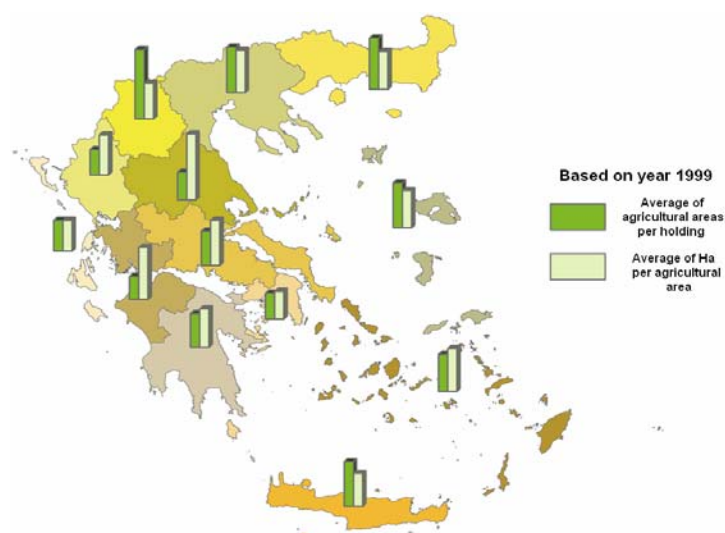 Based on year 1999
Average of
agricultural areas
per holding
Average of Ha
per agricultural
area